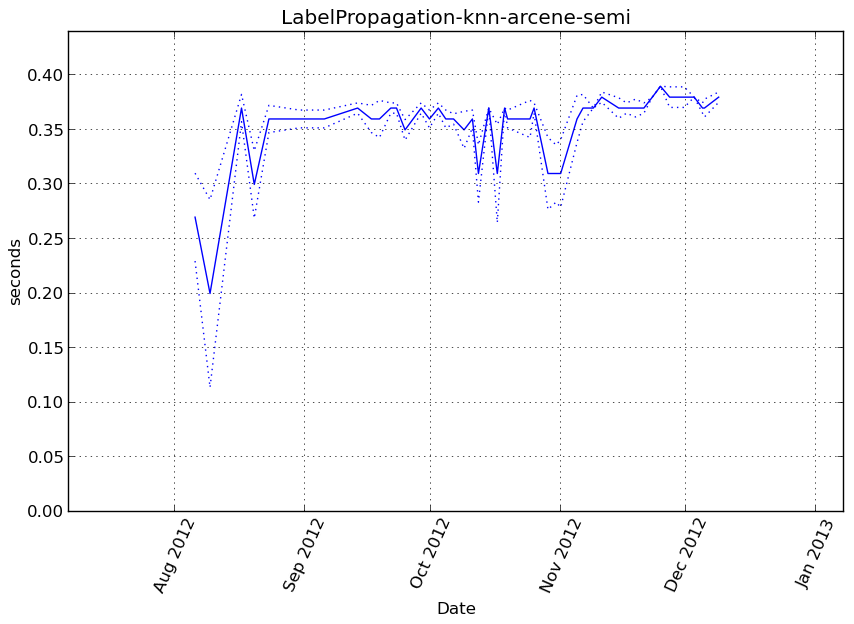 LabelPropagation-knn-arcene-semi
0.40
0.35
0.30
0.25
0.20
0.15
0.10
0.05
0.00
seconds
Aug 2012
Sep 2012
Oct 2012
Nov 2012
Dec 2012
Jan 2013
Date